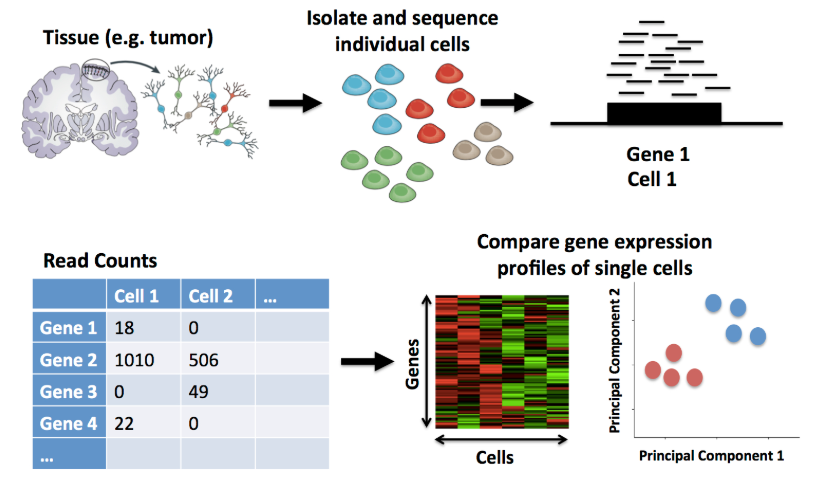 Tissue (e.g. tumor)
Isolate and sequence
individual cells
Gene 1
Cell 1
Read Counts
Cell 1 Cell 2 ...
Gene 1 18 0
Gene 2 1010 506
Gene 3 0 49
Gene 4 22 0
...
Compare gene expression
profiles of single cells
Genes
Cells
Principal Component 2
Principal Component 1